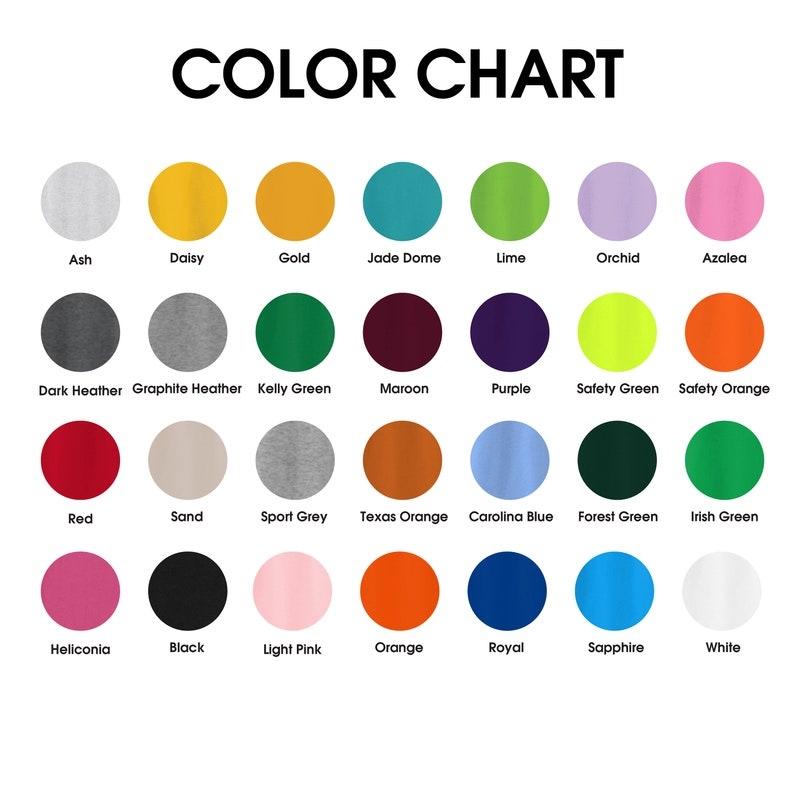 COLOR CHART
Ash Daisy Gold Jade Dome Lime Orchid Azalea
Dark Heather Graphite Heather Kelly Green Maroon Purple Safety Green Safety Orange
Red Sand Sport Grey Texas Orange Carolina Blue Forest Green Irish Green
Heliconia Black Light Pink Orange Royal Sapphire White